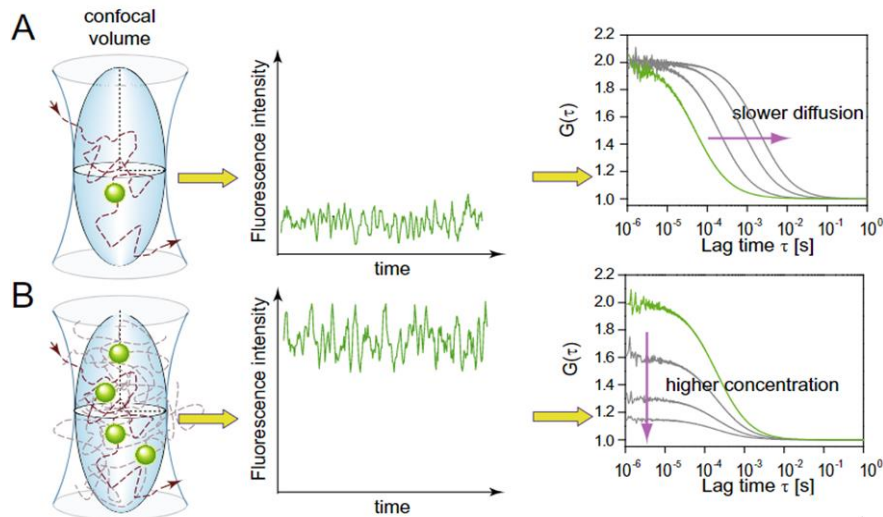 A
confocal
volume
Fluorescence intensity
time
G(τ)
2.2
2.0
1.8
1.6
1.4
1.2
1.0
slower diffusion
10⁻⁶ 10⁻⁵ 10⁻⁴ 10⁻³ 10⁻² 10⁻¹ 10⁰
Lag time τ [s]
B
Fluorescence intensity
time
G(τ)
2.2
2.0
1.8
1.6
1.4
1.2
1.0
higher concentration
10⁻⁶ 10⁻⁵ 10⁻⁴ 10⁻³ 10⁻² 10⁻¹ 10⁰
Lag time τ [s]